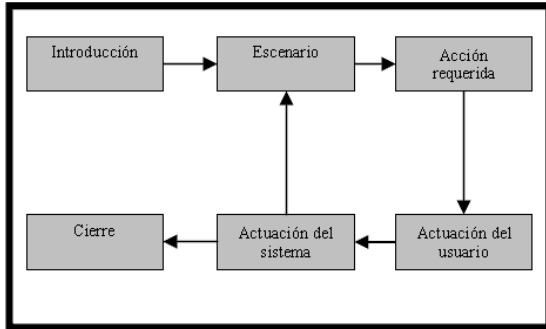 Introducción
Escenario
Acción
requerida
Cierre
Actuación del
sistema
Actuación del
usuario